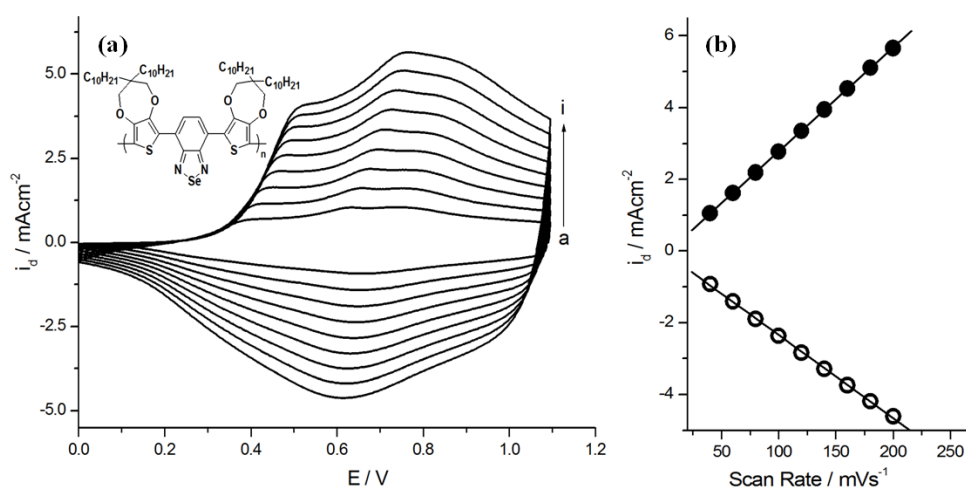 (a)
C₁₀H₂₁
C₁₀H₂₁
C₁₀H₂₁
C₁₀H₂₁
O
O
O
O
S
S
n
N
N
Se
i
a
5.0
2.5
0.0
-2.5
-5.0
i_d / mAcm⁻²
0.0 0.2 0.4 0.6 0.8 1.0 1.2
E / V
(b)
6
4
2
0
-2
-4
i_d / mAcm⁻²
50 100 150 200 250
Scan Rate / mVs⁻¹